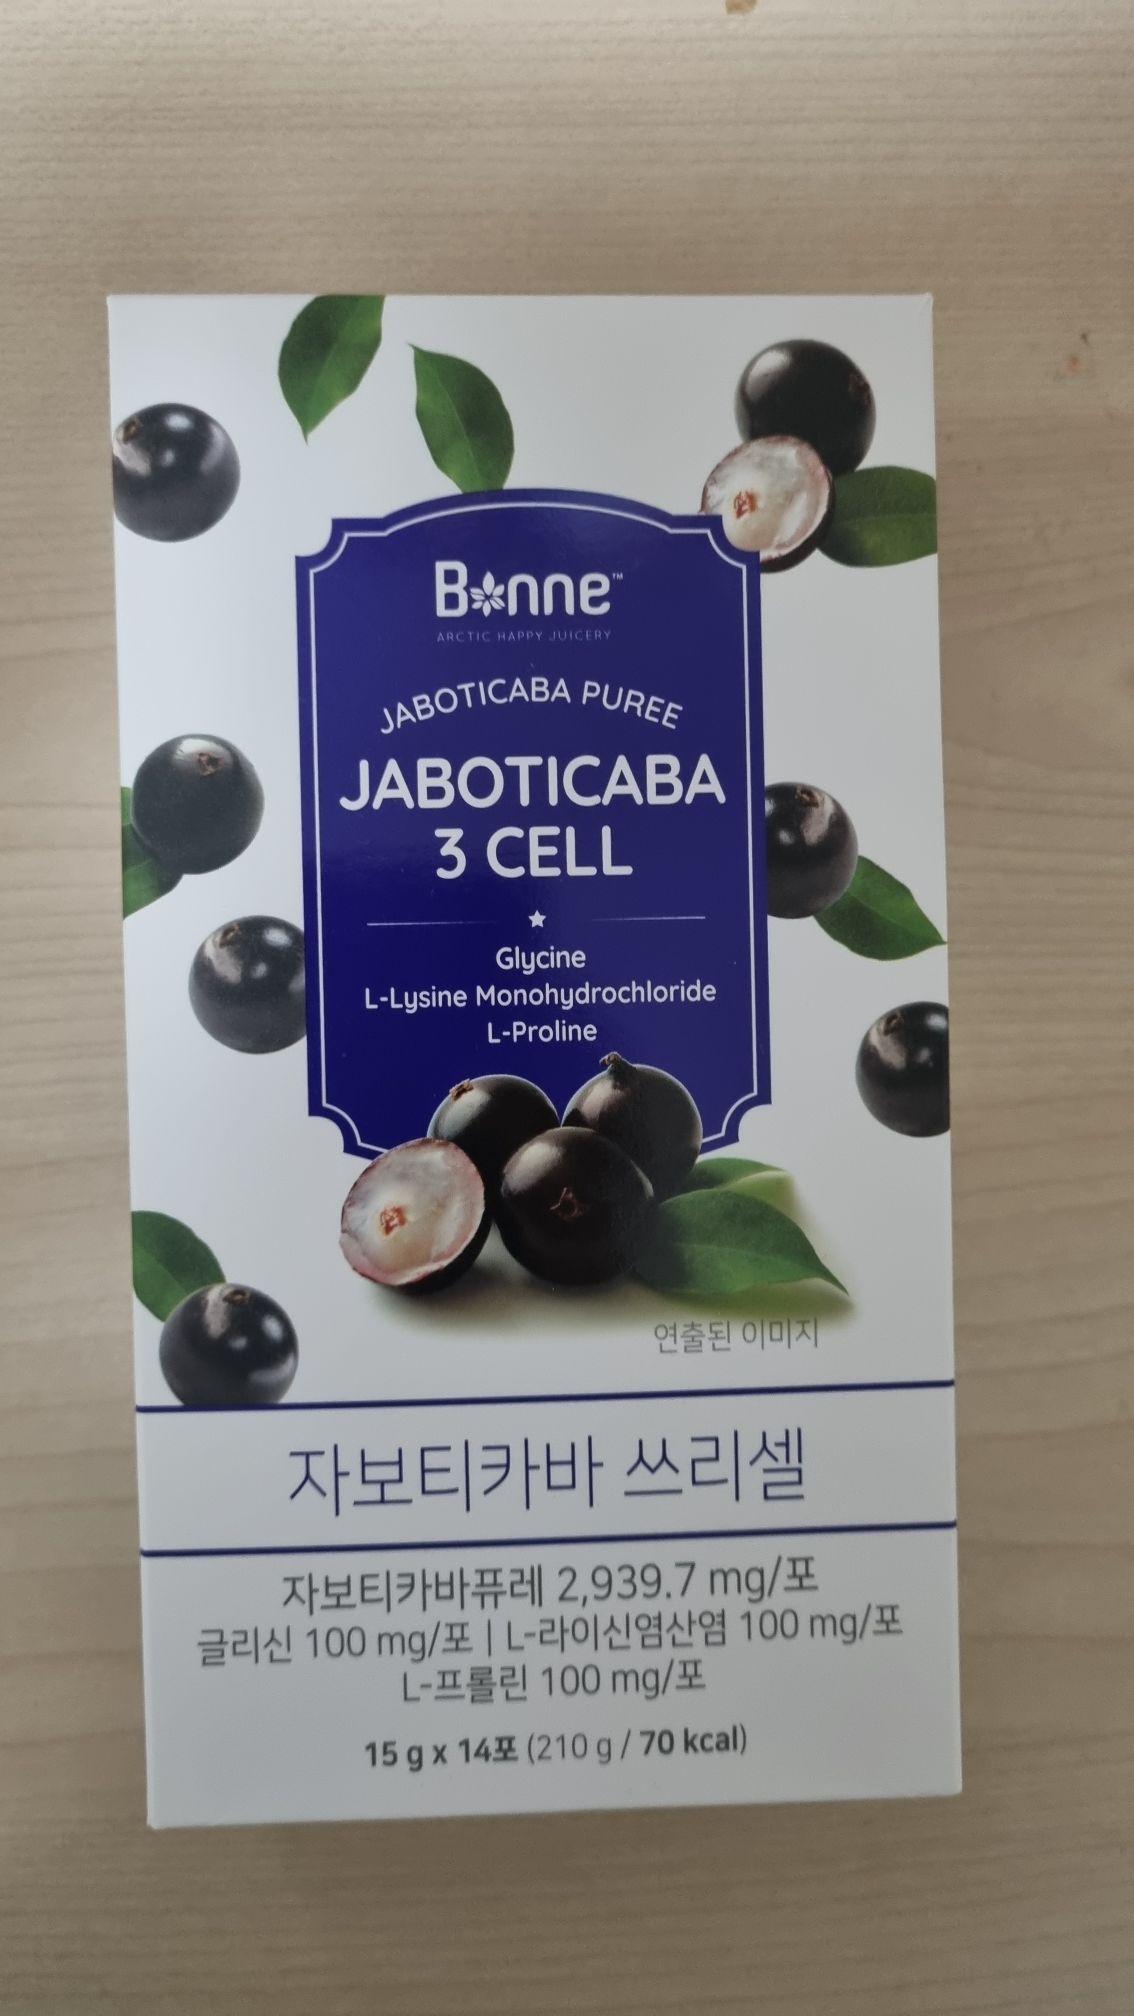 Bonne™
ARCTIC HAPPY JUICERY
JABOTICABA PUREE
JABOTICABA
3 CELL
Glycine
L-Lysine Monohydrochloride
L-Proline
연출된 이미지
자보티카바 쓰리셀
자보티카바퓨레 2,939.7 mg/포
글리신 100 mg/포 | L-라이신염산염 100 mg/포
L-프롤린 100 mg/포
15 g x 14포 (210 g / 70 kcal)